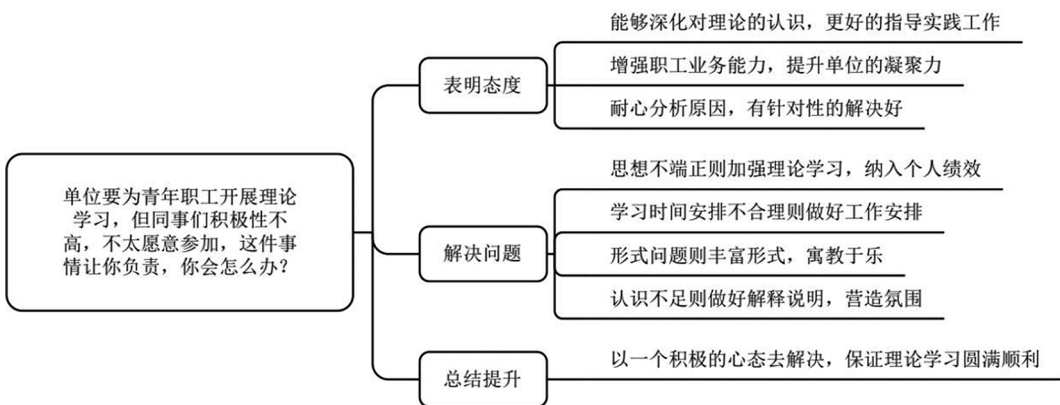 单位要为青年职工开展理论
学习，但同事们积极性不
高，不太愿意参加，这件事
情让你负责，你会怎么办？
表明态度
能够深化对理论的认识，更好的指导实践工作
增强职工业务能力，提升单位的凝聚力
耐心分析原因，有针对性的解决好
解决问题
思想不端正则加强理论学习，纳入个人绩效
学习时间安排不合理则做好工作安排
形式问题则丰富形式，寓教于乐
认识不足则做好解释说明，营造氛围
总结提升
以一个积极的心态去解决，保证理论学习圆满顺利